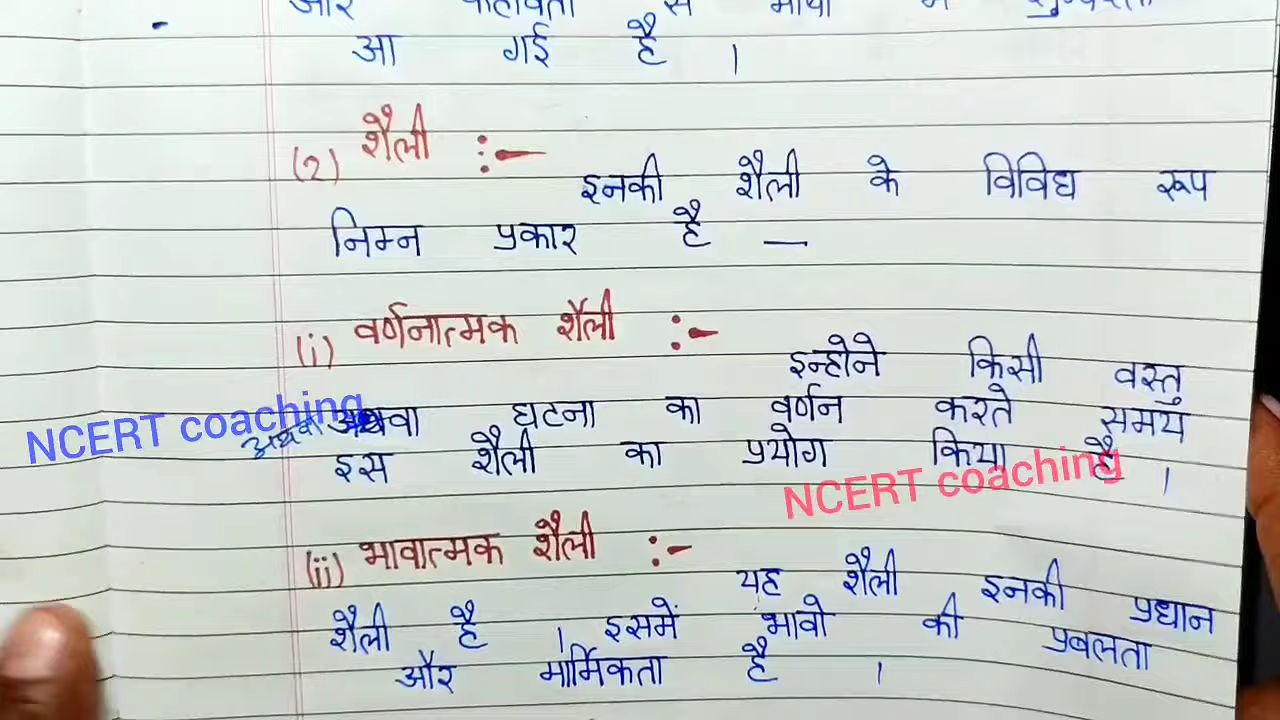 और से भाषा में
आ गई है ।
(2) शैली :-
इनकी शैली के विविध रूप
निम्न प्रकार है —
(i) वर्णनात्मक शैली :-
इन्होने किसी वस्तु
अथवा घटना का वर्णन करते समय
इस शैली का प्रयोग किया है ।
NCERT coaching
NCERT coaching
(ii) भावात्मक शैली :-
यह शैली इनकी प्रधान
शैली है । इसमें भावो की प्रबलता
और मार्मिकता है ।